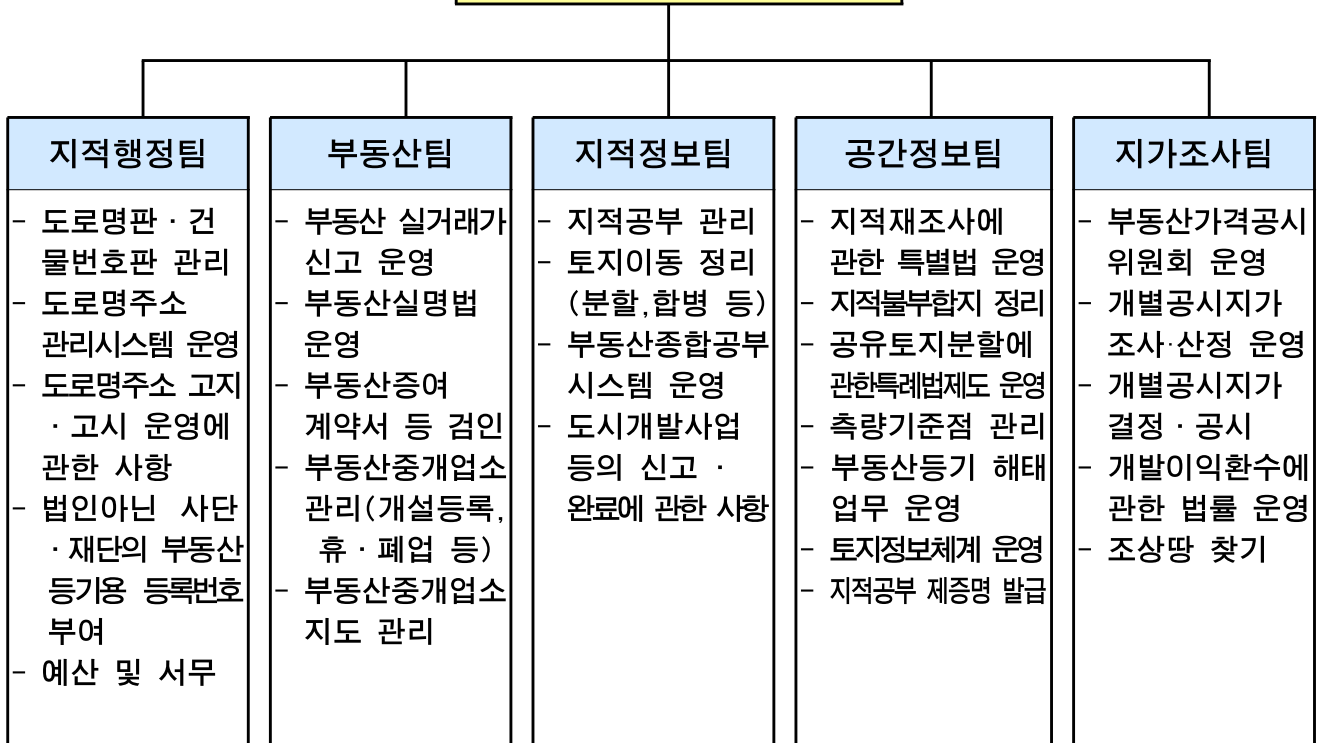 지적행정팀
- 도로명판 · 건
물번호판 관리
- 도로명주소
관리시스템 운영
- 도로명주소 고지
· 고시 운영에
관한 사항
- 법인아닌 사단
· 재단의 부동산
등기용 등록번호
부여
- 예산 및 서무
부동산팀
- 부동산 실거래가
신고 운영
- 부동산실명법
운영
- 부동산증여
계약서 등 검인
- 부동산중개업소
관리(개설등록,
휴 · 폐업 등)
- 부동산중개업소
지도 관리
지적정보팀
- 지적공부 관리
- 토지이동 정리
(분할,합병 등)
- 부동산종합공부
시스템 운영
- 도시개발사업
등의 신고 ·
완료에 관한 사항
공간정보팀
- 지적재조사에
관한 특별법 운영
- 지적불부합지 정리
- 공유토지분할에
관한특례법제도 운영
- 측량기준점 관리
- 부동산등기 해태
업무 운영
- 토지정보체계 운영
- 지적공부 제증명 발급
지가조사팀
- 부동산가격공시
위원회 운영
- 개별공시지가
조사·산정 운영
- 개별공시지가
결정 · 공시
- 개발이익환수에
관한 법률 운영
- 조상땅 찾기